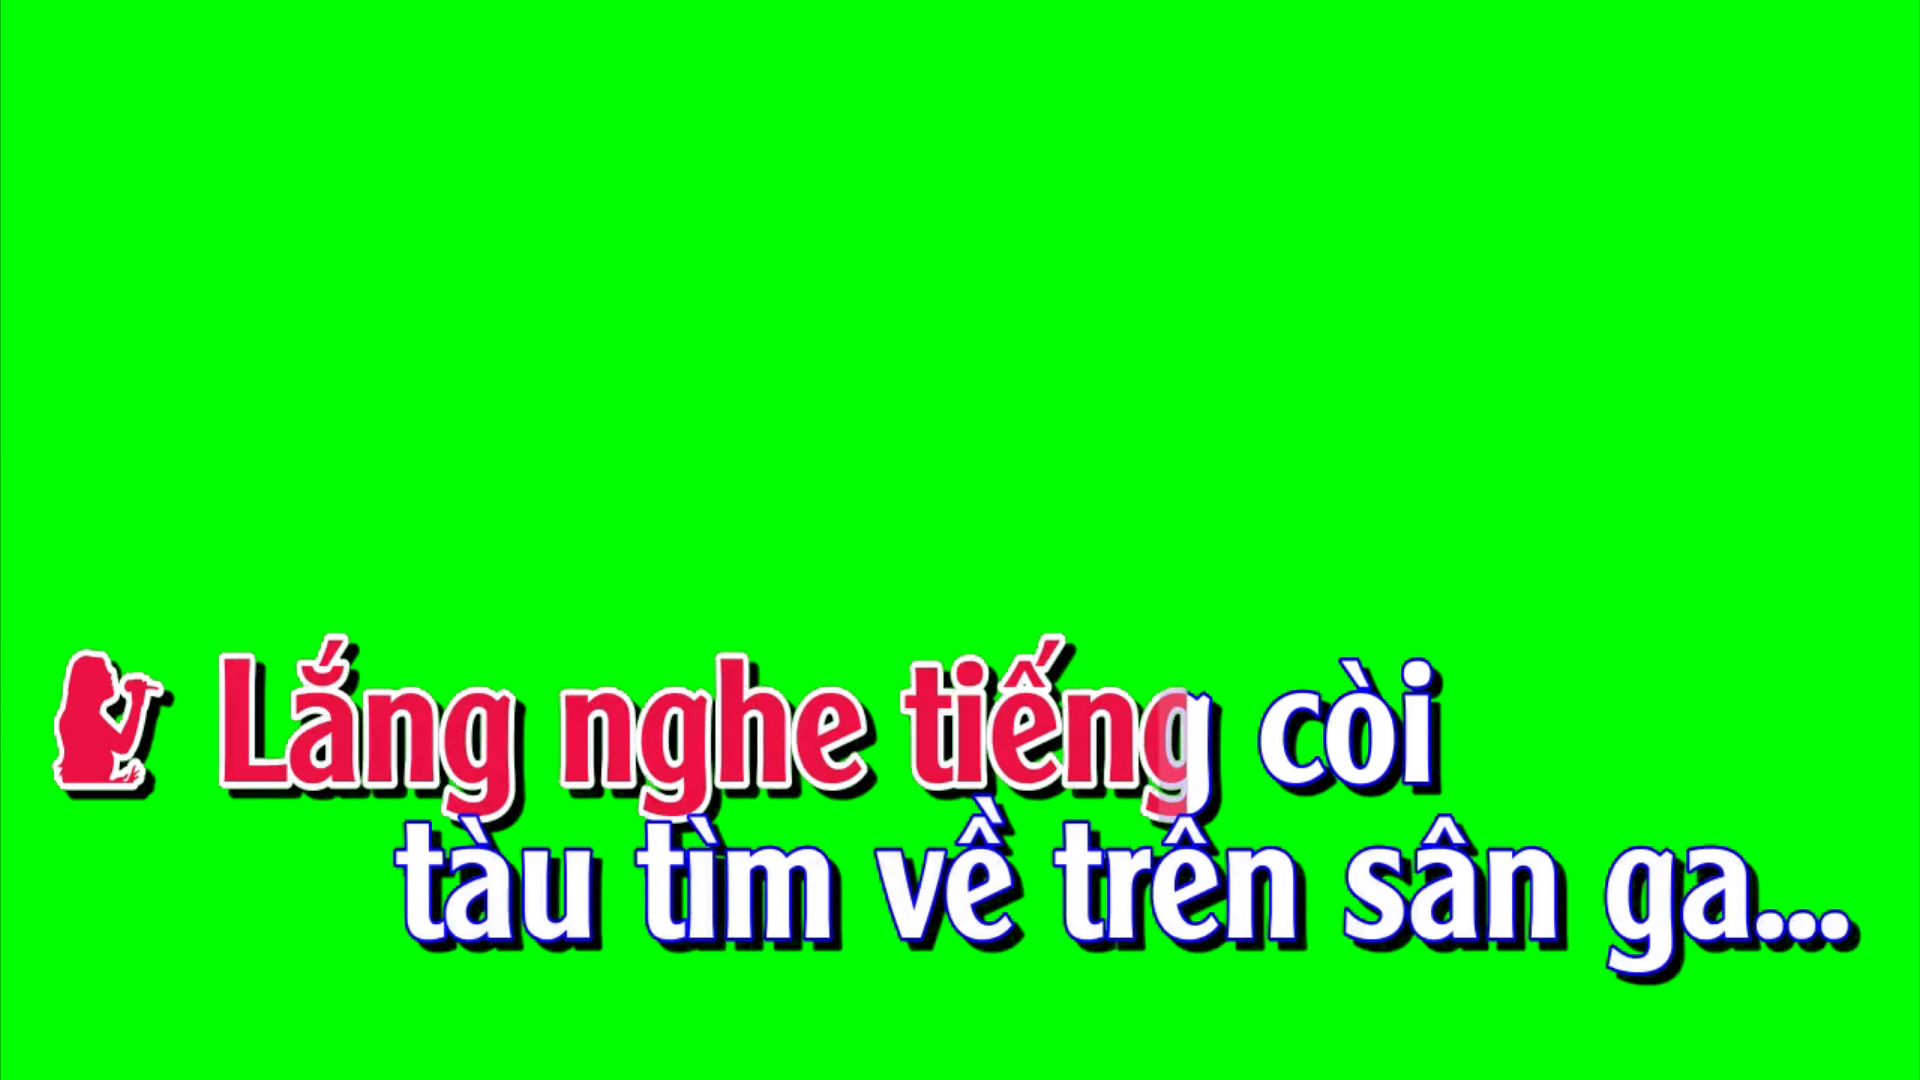 Lắng nghe tiếng còi
tàu tìm về trên sân ga...